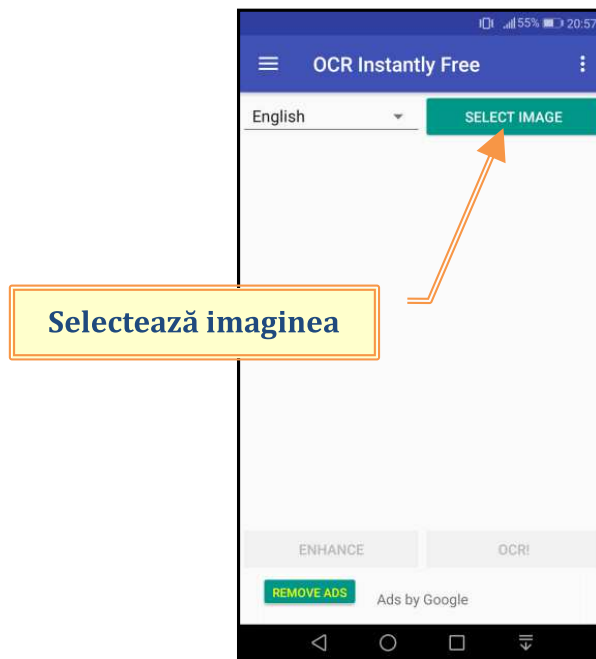 55% 20:57
OCR Instantly Free
English SELECT IMAGE
Selectează imaginea
ENHANCE OCR!
REMOVE ADS Ads by Google